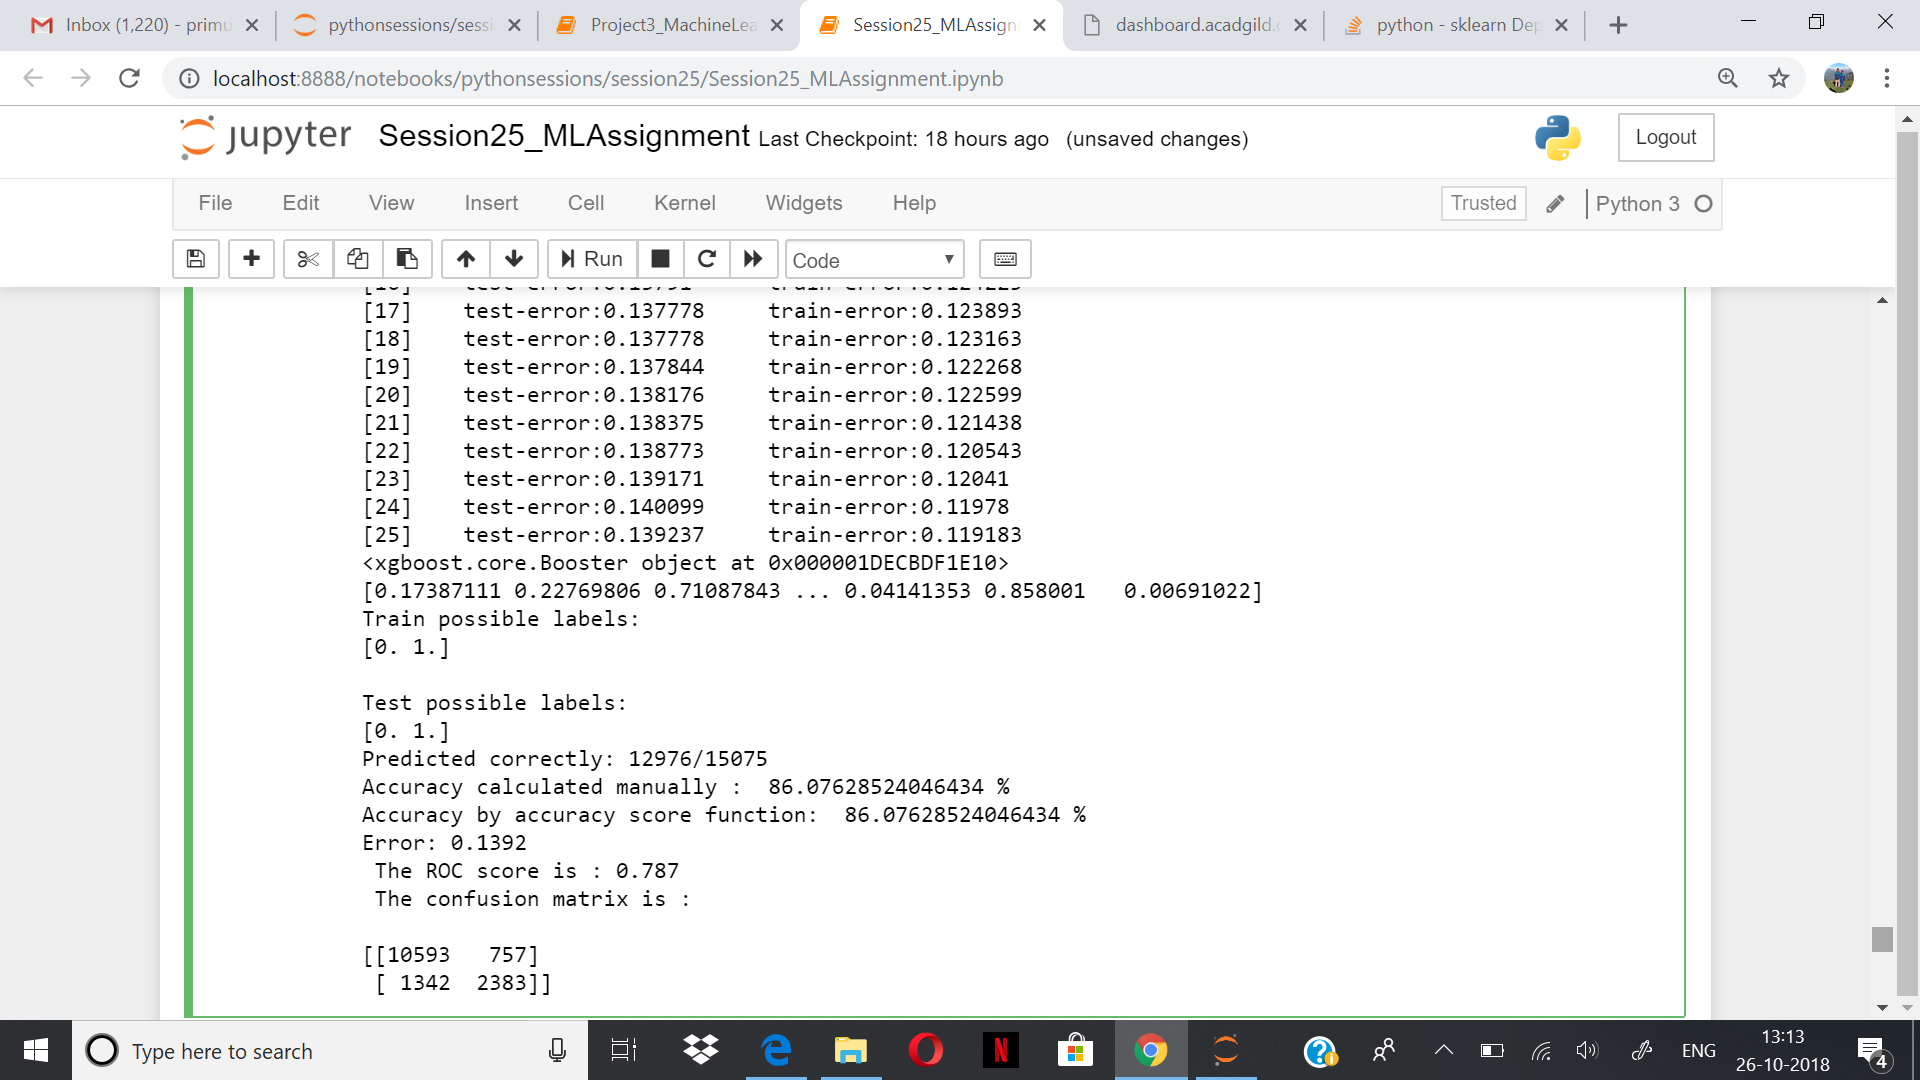 Inbox (1,220) - primu
pythonsessions/sessi
Project3_MachineLea
Session25_MLAssign
dashboard.acadgild.
python - sklearn Dep
localhost:8888/notebooks/pythonsessions/session25/Session25_MLAssignment.ipynb
jupyter Session25_MLAssignment Last Checkpoint: 18 hours ago (unsaved changes)
Logout
File Edit View Insert Cell Kernel Widgets Help
Trusted Python 3
Run Code
[17] test-error:0.137778 train-error:0.123893
[18] test-error:0.137778 train-error:0.123163
[19] test-error:0.137844 train-error:0.122268
[20] test-error:0.138176 train-error:0.122599
[21] test-error:0.138375 train-error:0.121438
[22] test-error:0.138773 train-error:0.120543
[23] test-error:0.139171 train-error:0.12041
[24] test-error:0.140099 train-error:0.11978
[25] test-error:0.139237 train-error:0.119183
<xgboost.core.Booster object at 0x000001DECBDF1E10>
[0.17387111 0.22769806 0.71087843 ... 0.04141353 0.858001   0.00691022]
Train possible labels:
[0. 1.]
Test possible labels:
[0. 1.]
Predicted correctly: 12976/15075
Accuracy calculated manually :  86.07628524046434 %
Accuracy by accuracy score function:  86.07628524046434 %
Error: 0.1392
The ROC score is : 0.787
The confusion matrix is :
[[10593   757]
[ 1342  2383]]
Type here to search
ENG
13:13
26-10-2018
4